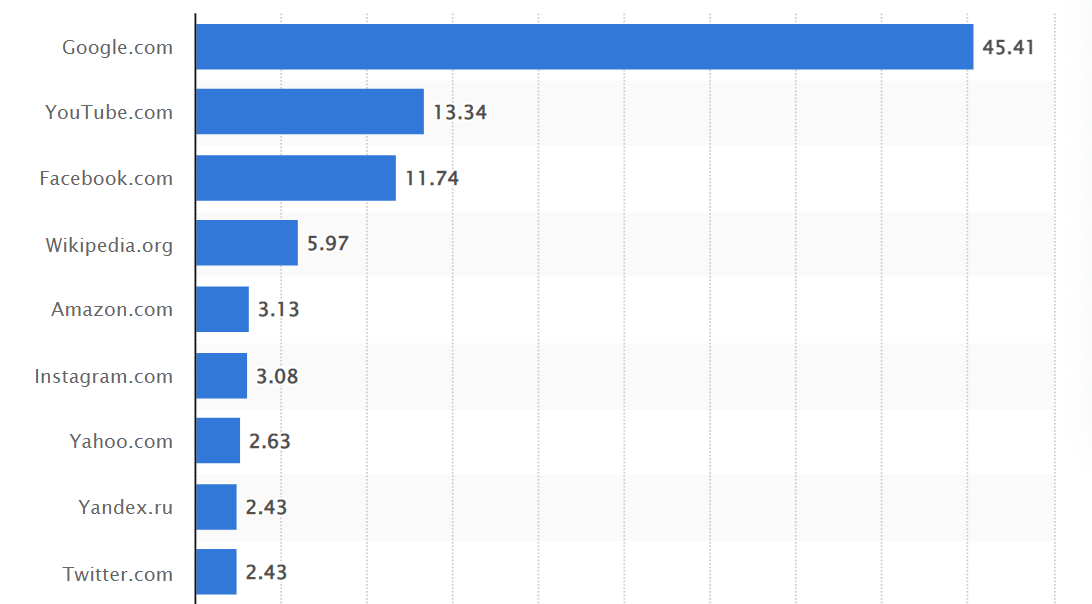 Google.com 45.41
YouTube.com 13.34
Facebook.com 11.74
Wikipedia.org 5.97
Amazon.com 3.13
Instagram.com 3.08
Yahoo.com 2.63
Yandex.ru 2.43
Twitter.com 2.43